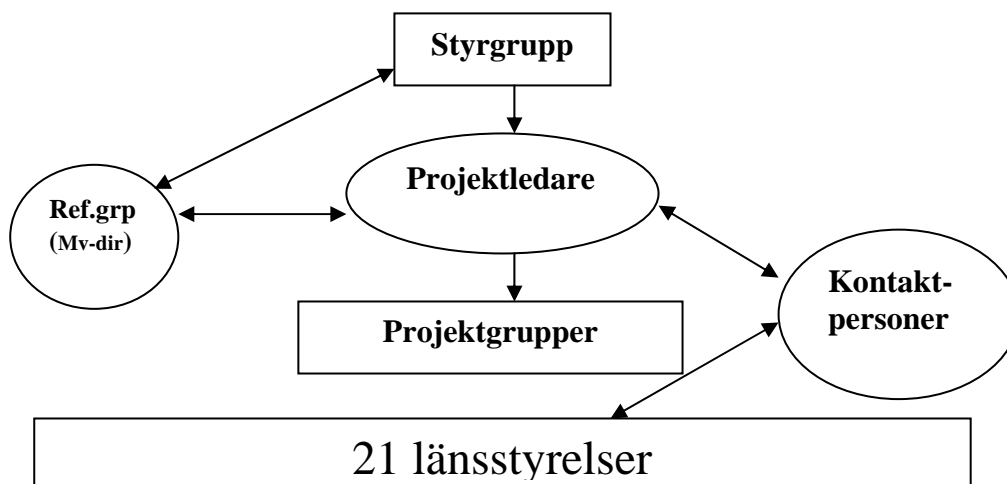 Styrgrupp
Projektledare
Ref.grp
(Mv-dir)
Kontakt-
personer
Projektgrupper
21 länsstyrelser